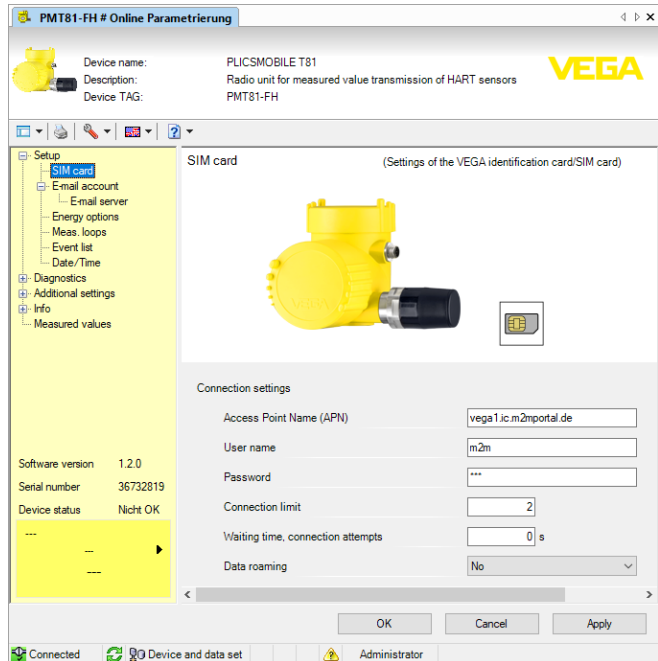 PMT81-FH # Online Parametrierung
Device name: PLICSMOBILE T81
Description: Radio unit for measured value transmission of HART sensors
Device TAG: PMT81-FH
VEGA
Setup
SIM card
E-mail account
E-mail server
Energy options
Meas. loops
Event list
Date/Time
Diagnostics
Additional settings
Info
Measured values
Software version 1.2.0
Serial number 36732819
Device status Nicht OK
---
---
---
SIM card (Settings of the VEGA identification card/SIM card)
VEGA
Connection settings
Access Point Name (APN) vega1.ic.m2mportal.de
User name m2m
Password ***
Connection limit 2
Waiting time, connection attempts 0 s
Data roaming No
OK Cancel Apply
Connected Device and data set Administrator